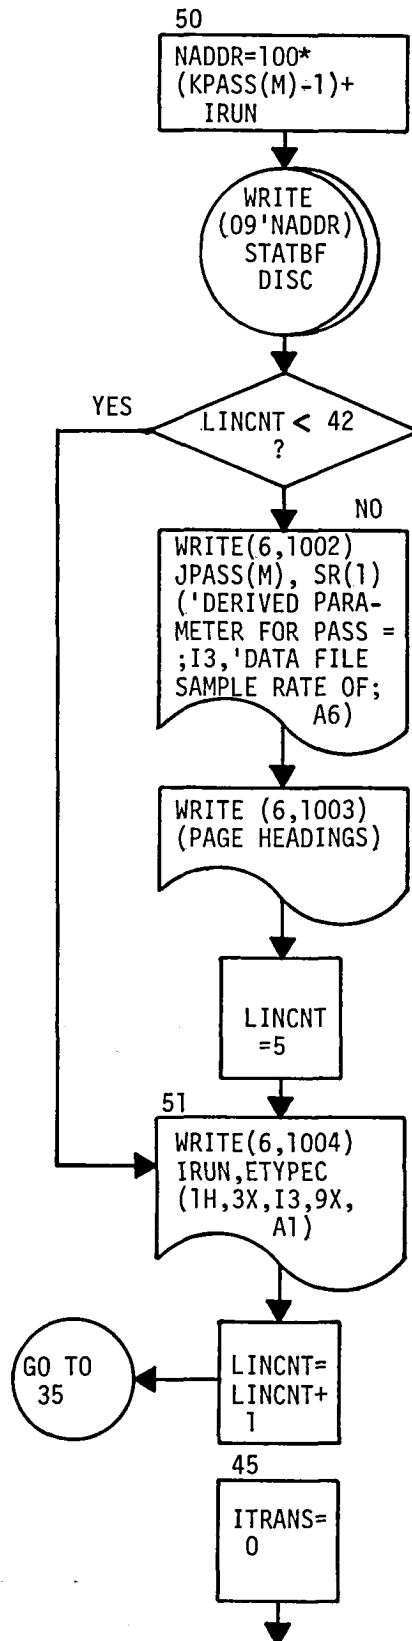 50
NADDR=100*
(KPASS(M)-1)+
IRUN
WRITE
(09'NADDR)
STATBF
DISC
YES
LINCNT < 42
?
NO
WRITE(6,1002)
JPASS(M), SR(1)
('DERIVED PARA-
METER FOR PASS =
;I3,'DATA FILE
SAMPLE RATE OF;
A6)
WRITE (6,1003)
(PAGE HEADINGS)
LINCNT
=5
51
WRITE(6,1004)
IRUN,ETYPEC
(1H,3X,I3,9X,
A1)
GO TO
35
LINCNT=
LINCNT+
1
45
ITRANS=
0